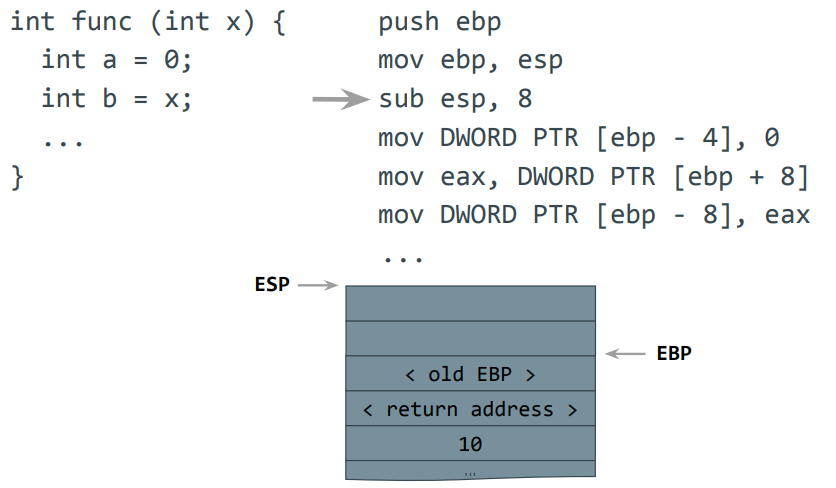 int func (int x) {
int a = 0;
int b = x;
...
}
push ebp
mov ebp, esp
sub esp, 8
mov DWORD PTR [ebp - 4], 0
mov eax, DWORD PTR [ebp + 8]
mov DWORD PTR [ebp - 8], eax
...
ESP
EBP
< old EBP >
< return address >
10
...